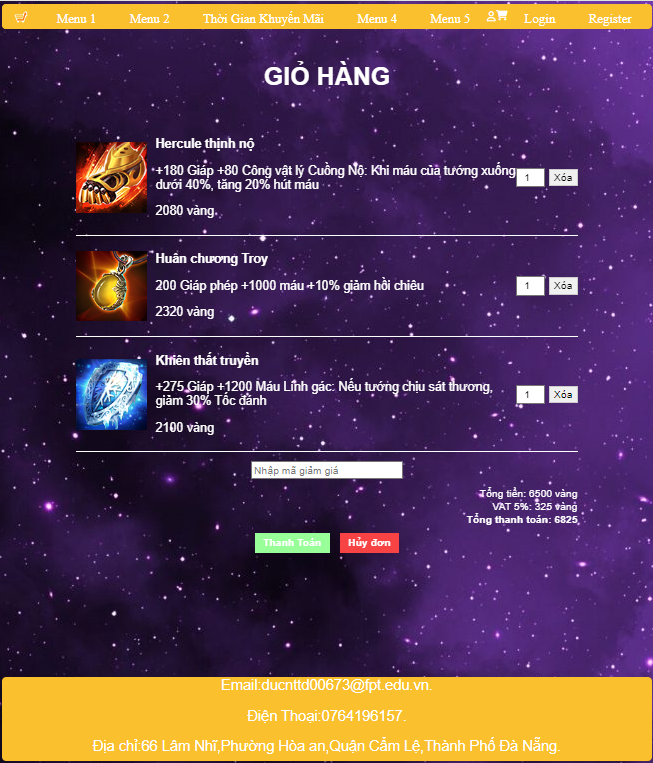 Menu 1 Menu 2 Thời Gian Khuyến Mãi Menu 4 Menu 5 Login Register
GIỎ HÀNG
Hercule thịnh nộ
+180 Giáp +80 Công vật lý Cuồng Nộ: Khi máu của tướng xuống
dưới 40%, tăng 20% hút máu
1 Xóa
2080 vàng
Huân chương Troy
200 Giáp phép +1000 máu +10% giảm hồi chiêu
1 Xóa
2320 vàng
Khiên thất truyền
+275 Giáp +1200 Máu Lính gác: Nếu tướng chịu sát thương,
giảm 30% Tốc đánh
1 Xóa
2100 vàng
Nhập mã giảm giá
Tổng tiền: 6500 vàng
VAT 5%: 325 vàng
Tổng thanh toán: 6825
Thanh Toán Hủy đơn
Email:ducnttd00673@fpt.edu.vn.
Điện Thoại:0764196157.
Địa chỉ:66 Lâm Nhĩ,Phường Hòa an,Quận Cẩm Lệ,Thành Phố Đà Nẵng.